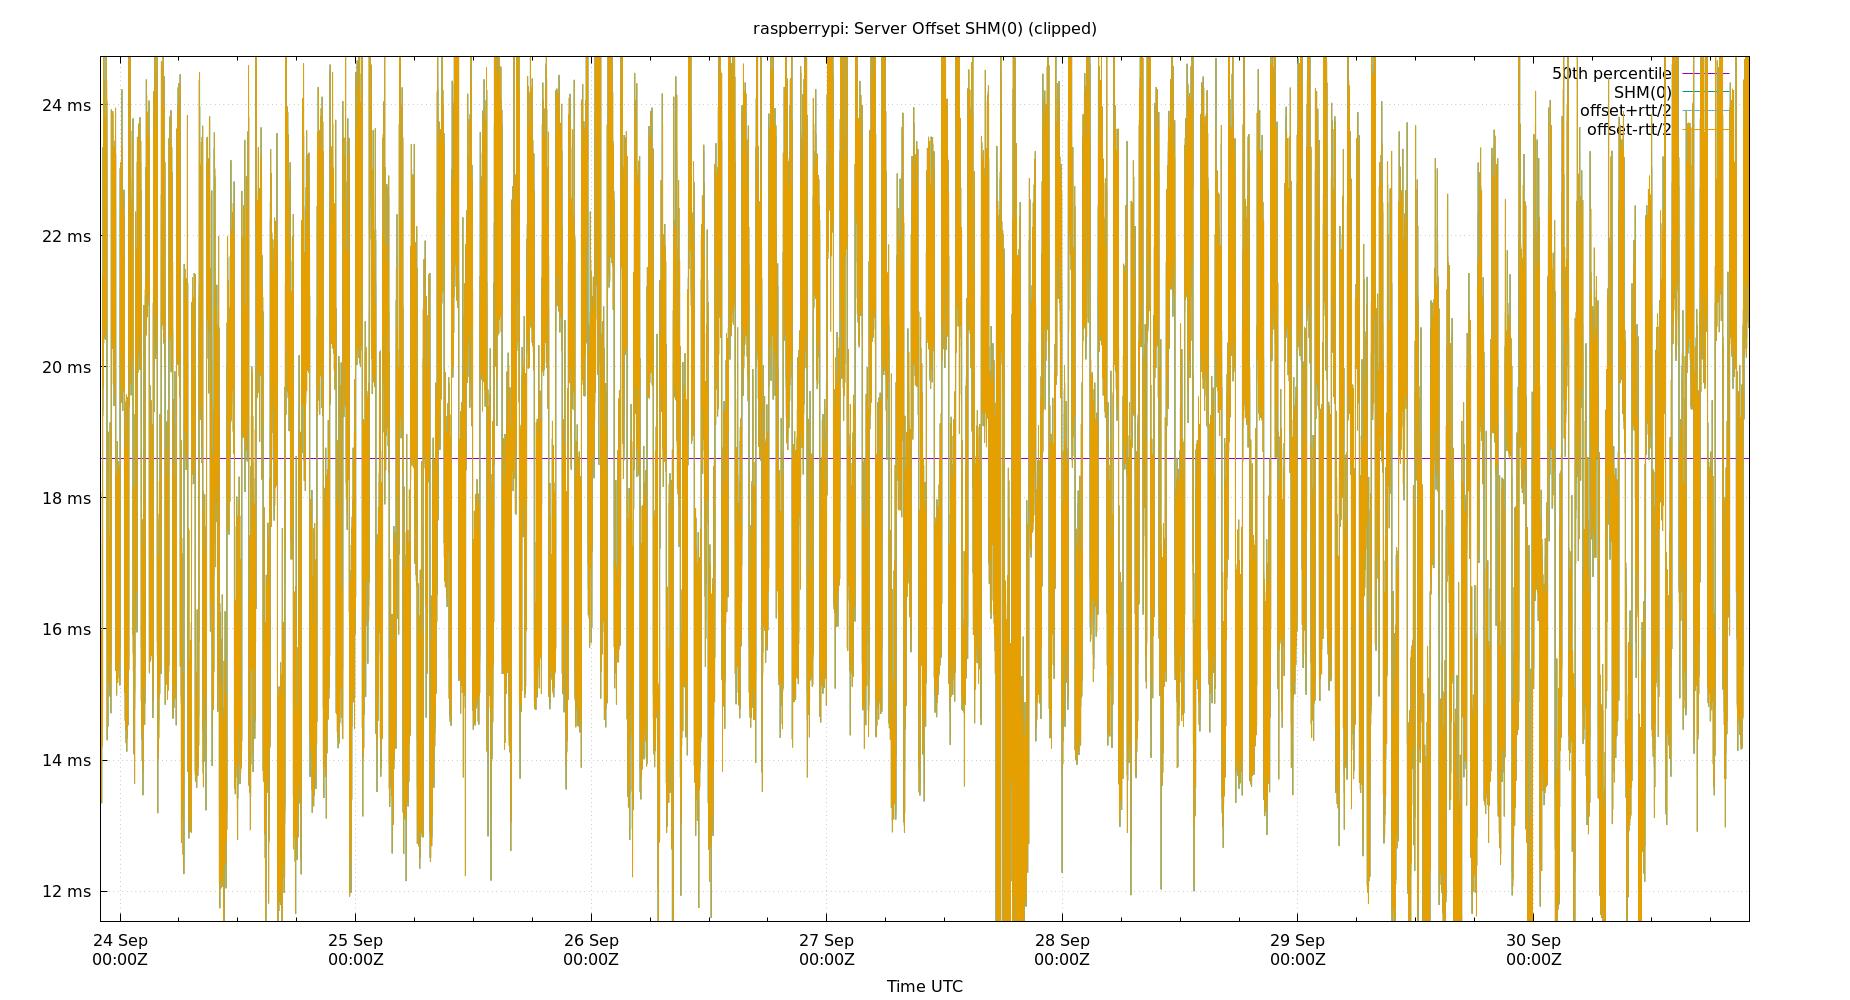 raspberrypi: Server Offset SHM(0) (clipped)
50th percentile
SHM(0)
offset+rtt/2
offset-rtt/2
24 ms
22 ms
20 ms
18 ms
16 ms
14 ms
12 ms
24 Sep 25 Sep 26 Sep 27 Sep 28 Sep 29 Sep 30 Sep
00:00Z 00:00Z 00:00Z 00:00Z 00:00Z 00:00Z 00:00Z
Time UTC